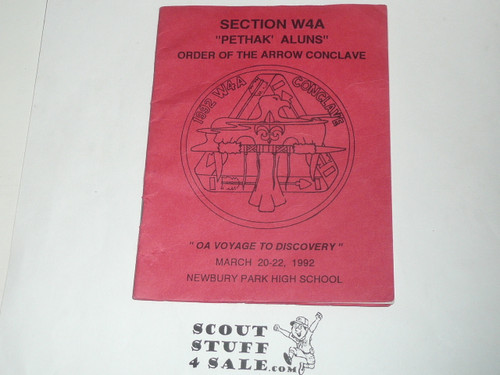 SECTION W4A
"PETHAK' ALUNS"
ORDER OF THE ARROW CONCLAVE
1992 W4A CONCLAVE
" OA VOYAGE TO DISCOVERY "
MARCH 20-22, 1992
NEWBURY PARK HIGH SCHOOL
SCOUT
STUFF
4 SALE.com